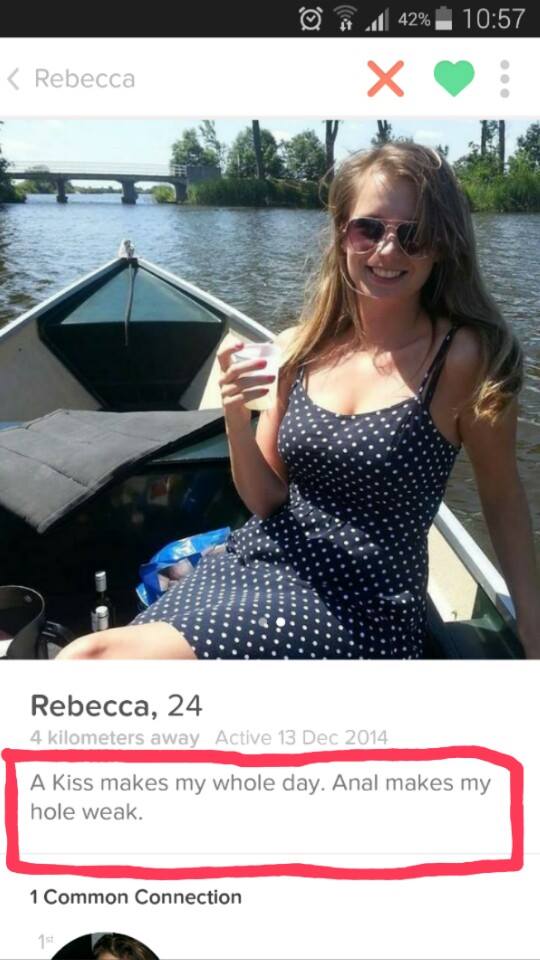 42% 10:57
Rebecca
Rebecca, 24
4 kilometers away Active 13 Dec 2014
A Kiss makes my whole day. Anal makes my
hole weak.
1 Common Connection
1st